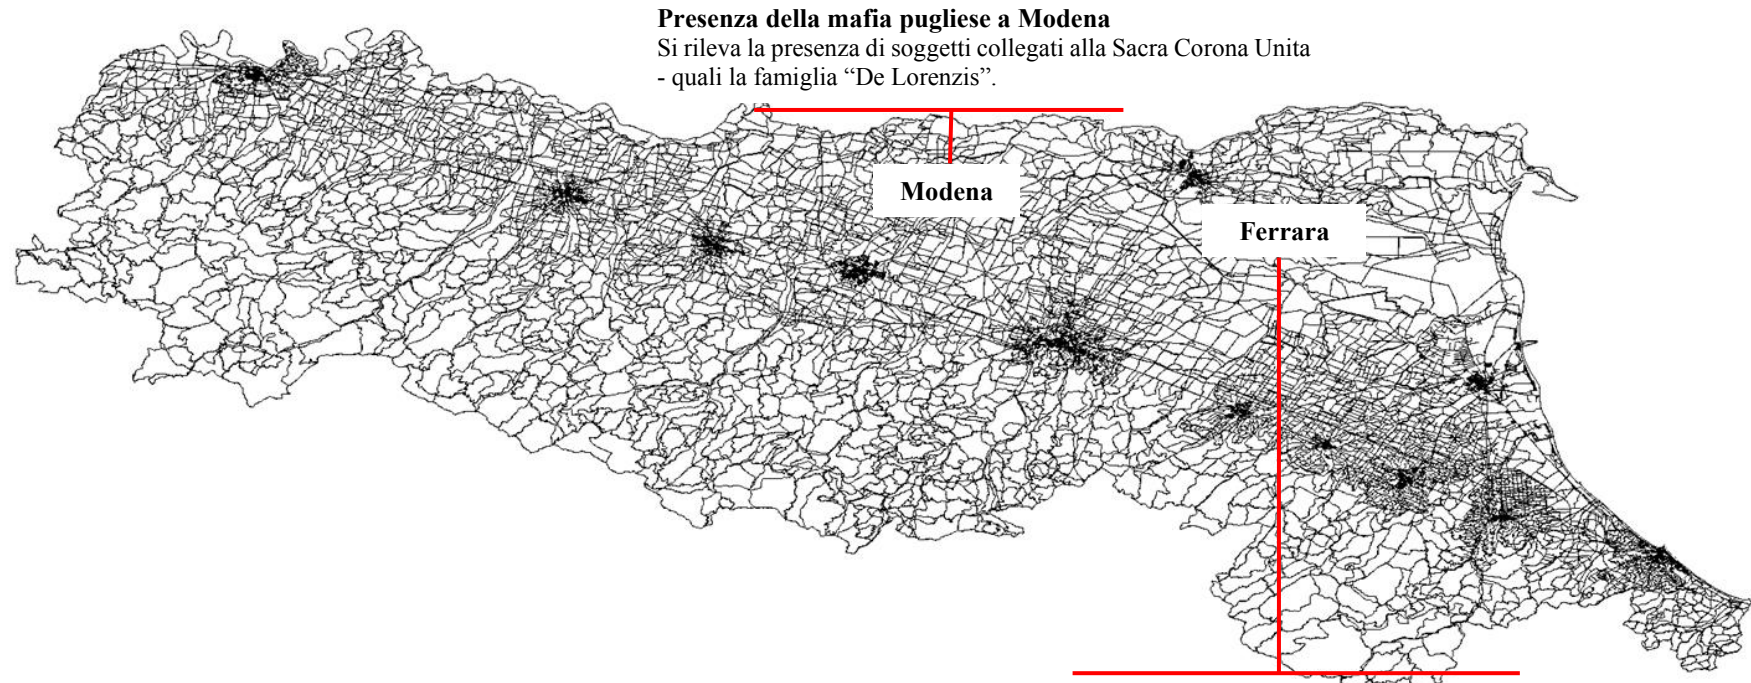 Presenza della mafia pugliese a Modena
Si rileva la presenza di soggetti collegati alla Sacra Corona Unita
- quali la famiglia “De Lorenzis”.
Modena
Ferrara